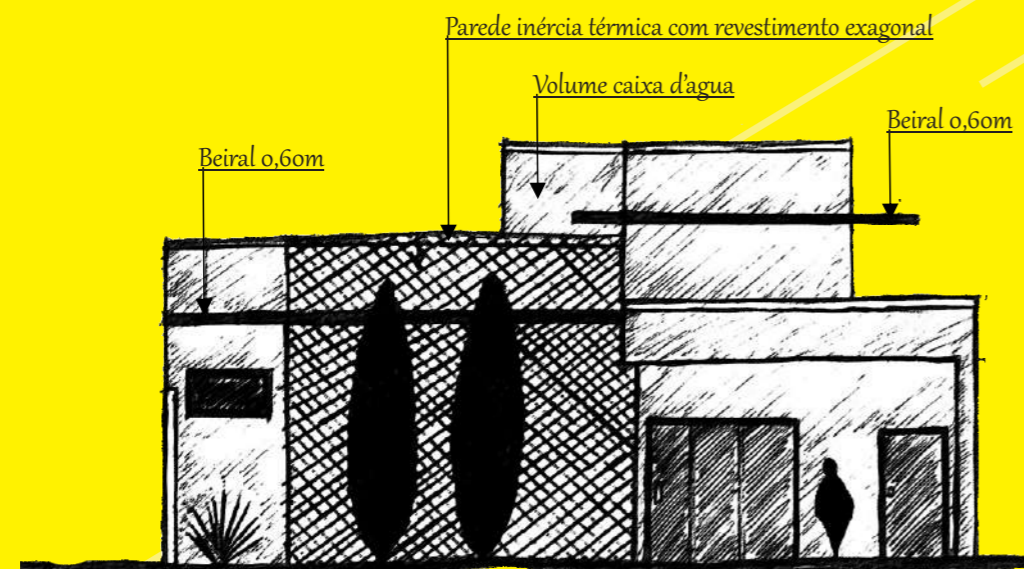 Parede inércia térmica com revestimento exagonal
Volume caixa d'agua
Beiral 0,60m
Beiral 0,60m